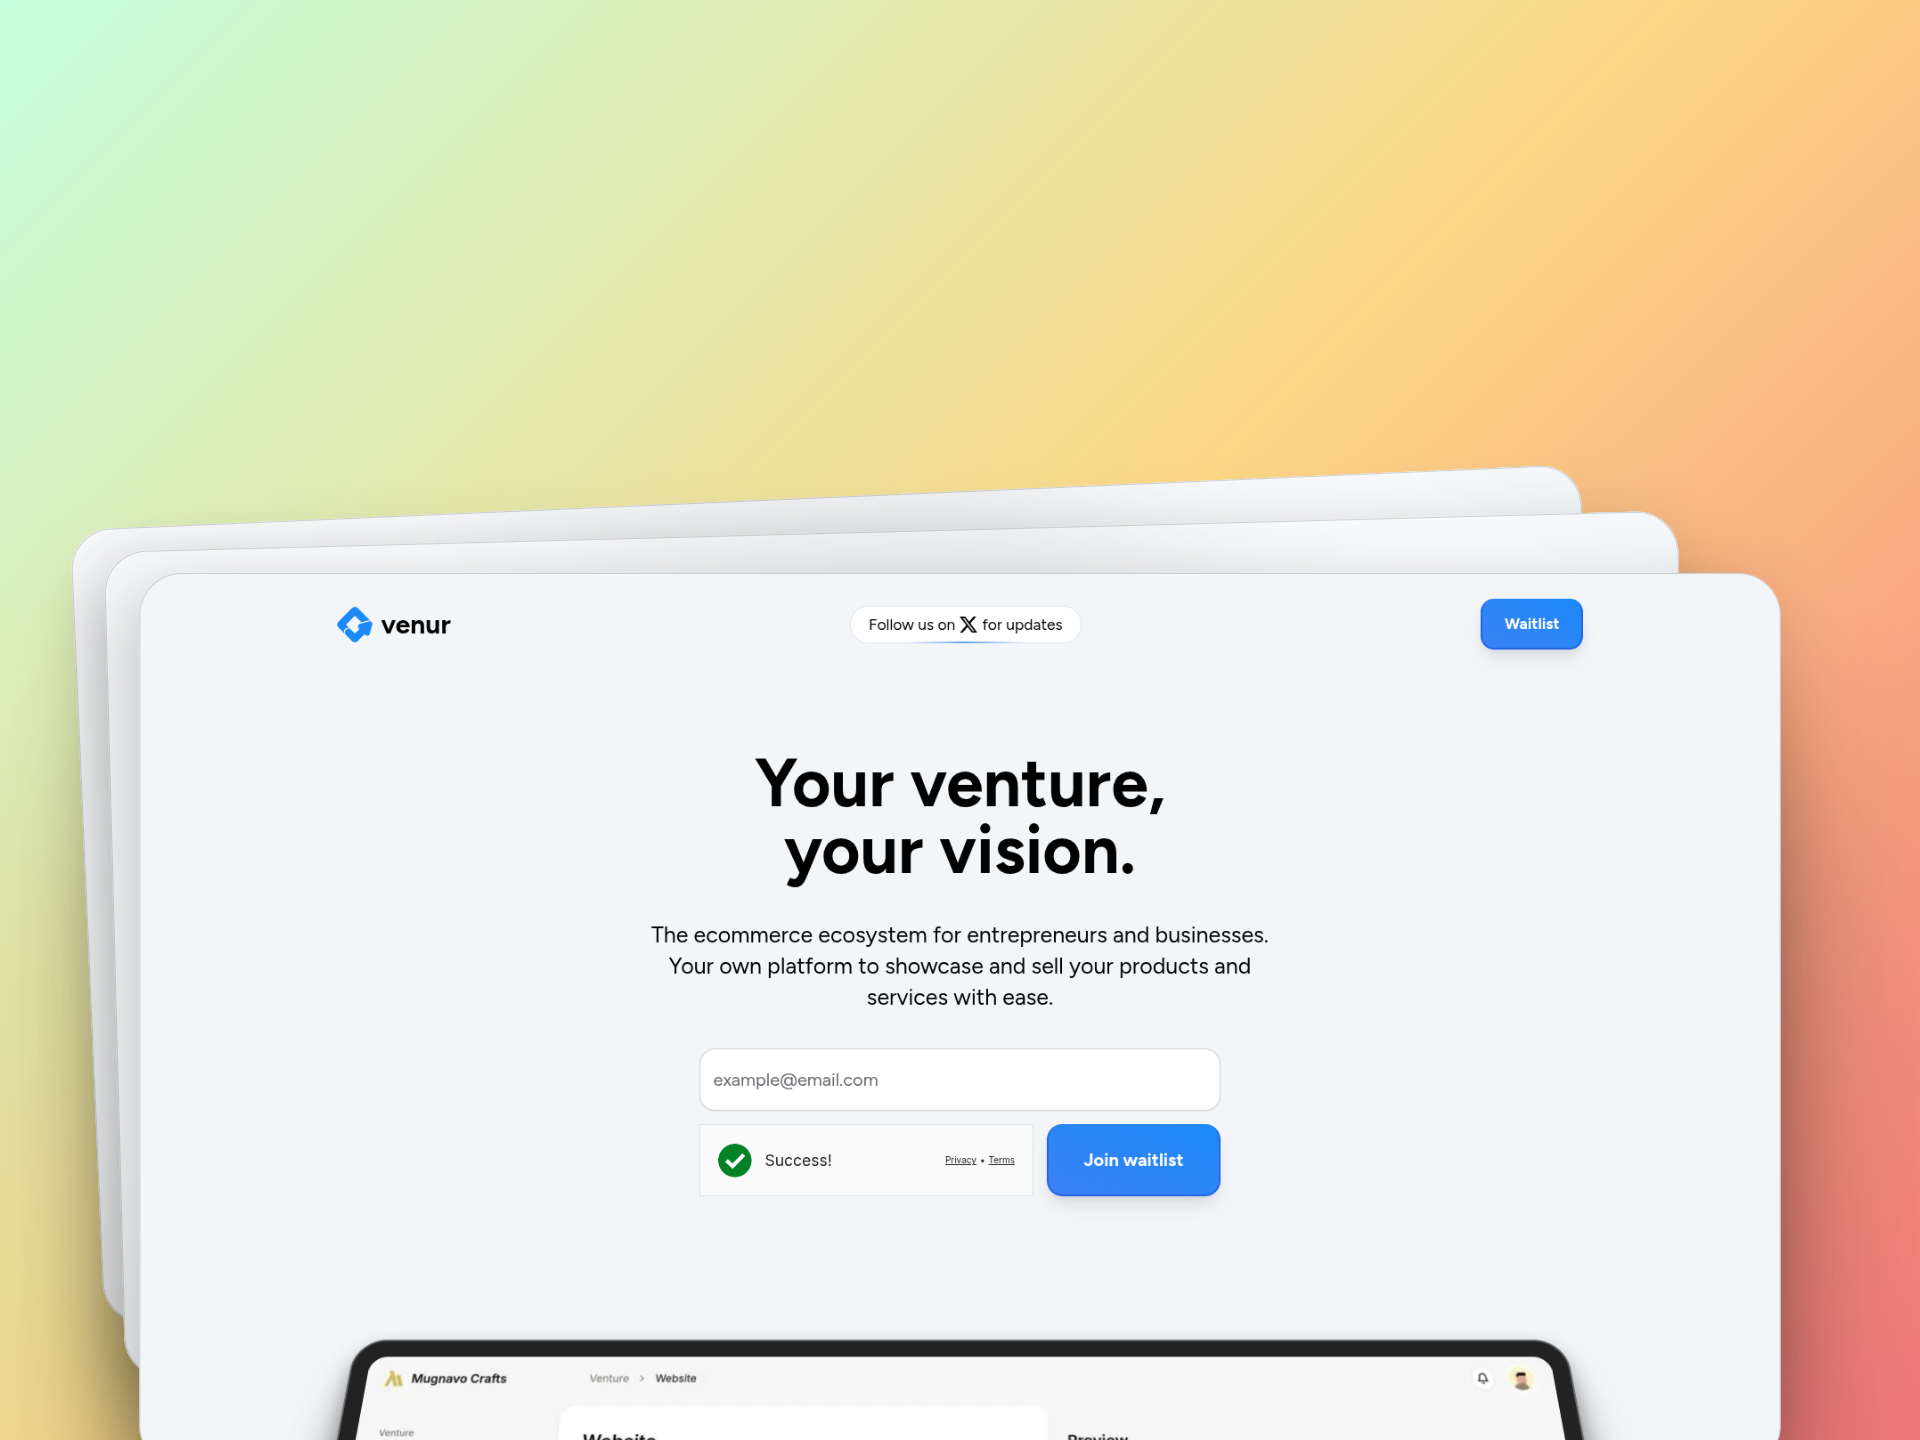 venur
Follow us on X for updates
Waitlist
Your venture,
your vision.
The ecommerce ecosystem for entrepreneurs and businesses.
Your own platform to showcase and sell your products and
services with ease.
example@email.com
Success!
Privacy • Terms
Join waitlist
Mugnavo Crafts
Venture > Website
Venture
Website
Preview